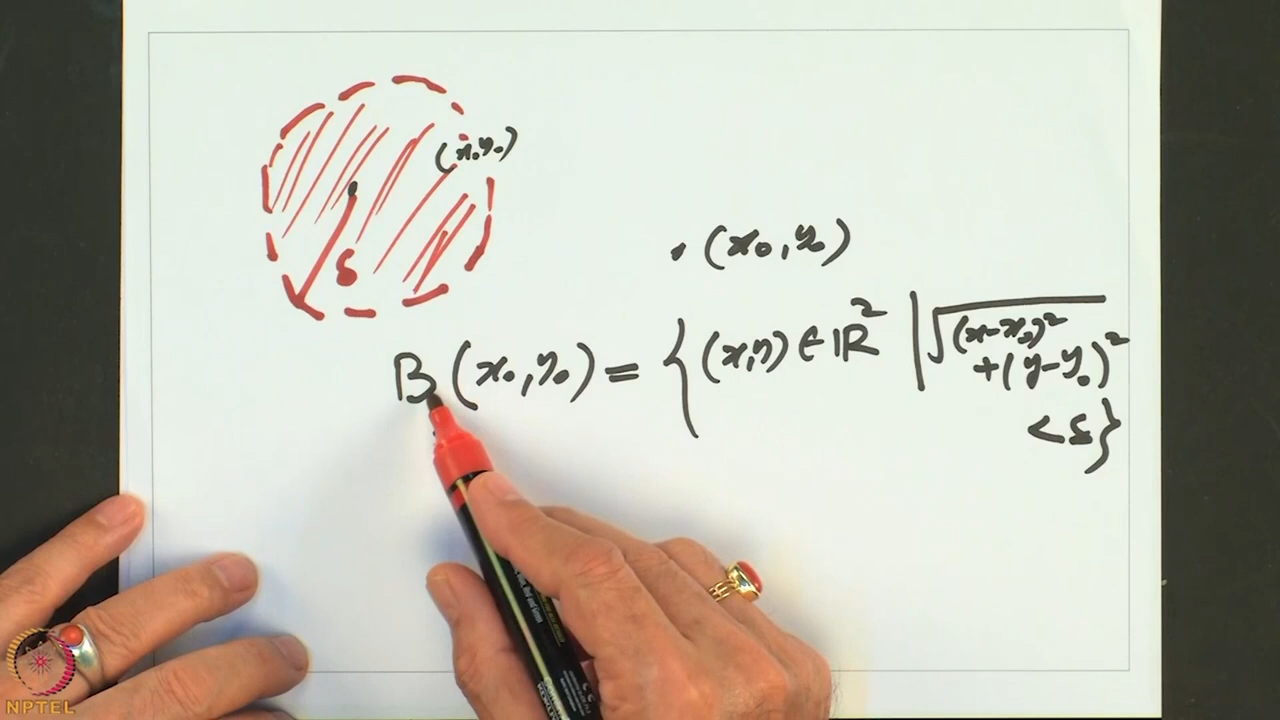 (x₀,y₀)
δ
• (x₀, y₀)
B(x₀, y₀) = {(x,y) ∈ ℝ² | √(x-x₀)²
+(y-y₀)²
<δ}
NPTEL